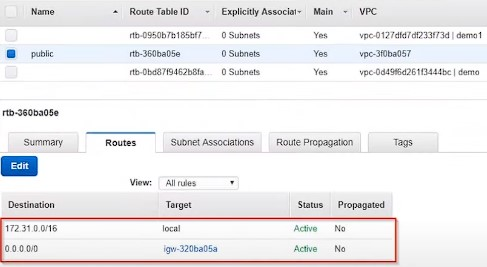 Name Route Table ID Explicitly Associat Main VPC
rtb-0950b7b185bf7... 0 Subnets Yes vpc-0127dfd7df233f73d | demo1
public rtb-360ba05e 0 Subnets Yes vpc-3f0ba057
rtb-0bd87f9462b8fa... 0 Subnets Yes vpc-0d49f6d261f3444bc | demo
rtb-360ba05e
Summary Routes Subnet Associations Route Propagation Tags
Edit
View: All rules
Destination Target Status Propagated
172.31.0.0/16 local Active No
0.0.0.0/0 igw-320ba05a Active No